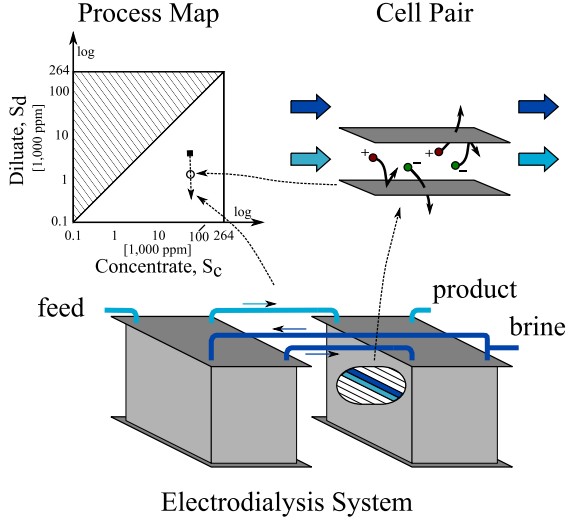 Process Map
Cell Pair
log
264
100
10
1
0.1
Diluate, Sd
[1,000 ppm]
log
0.1
1
10
100
264
[1,000 ppm]
Concentrate, Sc
+
−
+
−
feed
product
brine
Electrodialysis System